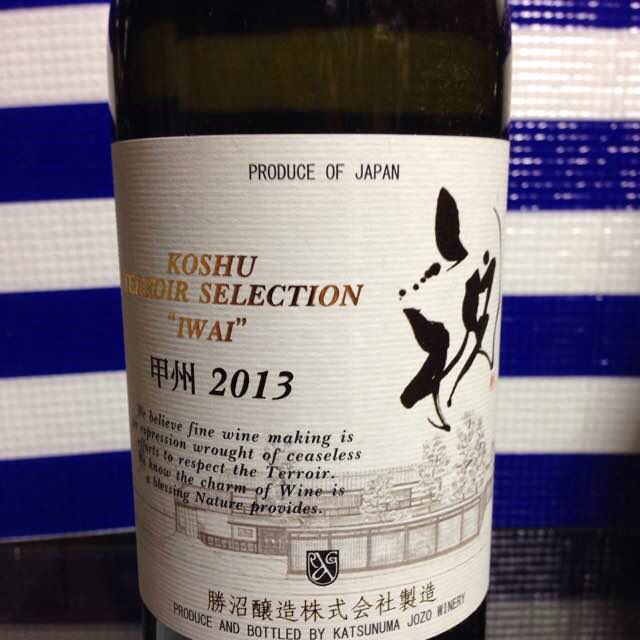 PRODUCE OF JAPAN
KOSHU
TERROIR SELECTION
"IWAI"
祝
甲州 2013
We believe fine wine making is
expression wrought of ceaseless
efforts to respect the Terroir.
We know the charm of Wine is
a blessing Nature provides.
勝沼醸造株式会社製造
PRODUCE AND BOTTLED BY KATSUNUMA JOZO WINERY